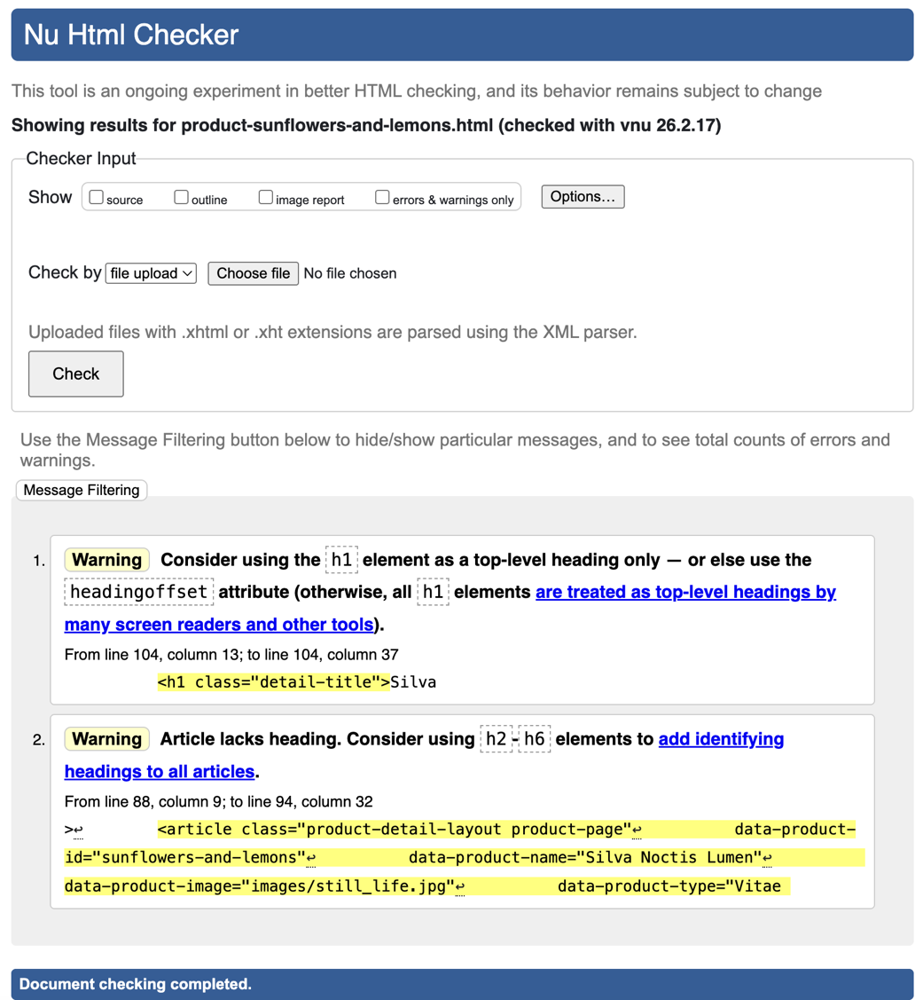 Nu Html Checker
This tool is an ongoing experiment in better HTML checking, and its behavior remains subject to change
Showing results for product-sunflowers-and-lemons.html (checked with vnu 26.2.17)
Checker Input
Show source outline image report errors & warnings only Options...
Check by file upload Choose file No file chosen
Uploaded files with .xhtml or .xht extensions are parsed using the XML parser.
Check
Use the Message Filtering button below to hide/show particular messages, and to see total counts of errors and
warnings.
Message Filtering
1. Warning Consider using the h1 element as a top-level heading only — or else use the
headingoffset attribute (otherwise, all h1 elements are treated as top-level headings by
many screen readers and other tools).
From line 104, column 13; to line 104, column 37
<h1 class="detail-title">Silva
2. Warning Article lacks heading. Consider using h2-h6 elements to add identifying
headings to all articles.
From line 88, column 9; to line 94, column 32
>↩ <article class="product-detail-layout product-page"↩ data-product-
id="sunflowers-and-lemons"↩ data-product-name="Silva Noctis Lumen"↩
data-product-image="images/still_life.jpg"↩ data-product-type="Vitae
Document checking completed.